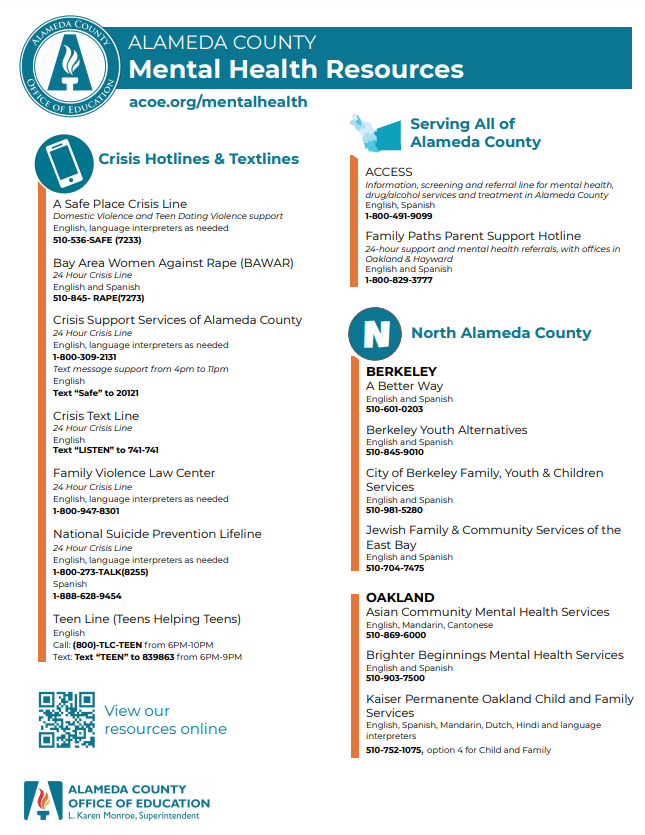 ALAMEDA COUNTY
OFFICE OF EDUCATION
ALAMEDA COUNTY
Mental Health Resources
acoe.org/mentalhealth
Crisis Hotlines & Textlines
A Safe Place Crisis Line
Domestic Violence and Teen Dating Violence support
English, language interpreters as needed
510-536-SAFE (7233)
Bay Area Women Against Rape (BAWAR)
24 Hour Crisis Line
English and Spanish
510-845- RAPE(7273)
Crisis Support Services of Alameda County
24 Hour Crisis Line
English, language interpreters as needed
1-800-309-2131
Text message support from 4pm to 11pm
English
Text “Safe” to 20121
Crisis Text Line
24 Hour Crisis Line
English
Text “LISTEN” to 741-741
Family Violence Law Center
24 Hour Crisis Line
English, language interpreters as needed
1-800-947-8301
National Suicide Prevention Lifeline
24 Hour Crisis Line
English, language interpreters as needed
1-800-273-TALK(8255)
Spanish
1-888-628-9454
Teen Line (Teens Helping Teens)
English
Call: (800)-TLC-TEEN from 6PM-10PM
Text: Text “TEEN” to 839863 from 6PM-9PM
View our
resources online
ALAMEDA COUNTY
OFFICE OF EDUCATION
L. Karen Monroe, Superintendent
Serving All of
Alameda County
ACCESS
Information, screening and referral line for mental health,
drug/alcohol services and treatment in Alameda County
English, Spanish
1-800-491-9099
Family Paths Parent Support Hotline
24-hour support and mental health referrals, with offices in
Oakland & Hayward
English and Spanish
1-800-829-3777
N
North Alameda County
BERKELEY
A Better Way
English and Spanish
510-601-0203
Berkeley Youth Alternatives
English and Spanish
510-845-9010
City of Berkeley Family, Youth & Children
Services
English and Spanish
510-981-5280
Jewish Family & Community Services of the
East Bay
English and Spanish
510-704-7475
OAKLAND
Asian Community Mental Health Services
English, Mandarin, Cantonese
510-869-6000
Brighter Beginnings Mental Health Services
English and Spanish
510-903-7500
Kaiser Permanente Oakland Child and Family
Services
English, Spanish, Mandarin, Dutch, Hindi and language
interpreters
510-752-1075, option 4 for Child and Family